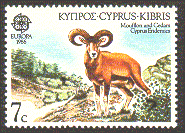 ΚΥΠΡΟΣ-CYPRUS-KIBRIS
Moufflon and Cedars
Cyprus Endemics
EUROPA
1986
7c